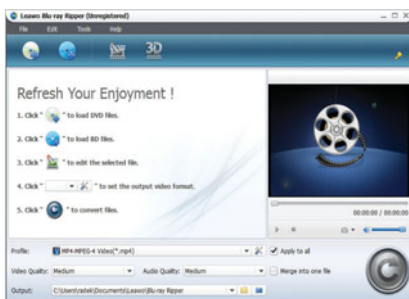 Leawo Blu-ray Ripper (Unregistered)
File Edit Tools Help
3D
Refresh Your Enjoyment !
1. Click " " to load DVD files.
2. Click " " to load BD files.
3. Click " " to edit the selected file.
4. Click " " to set the output video format.
5. Click " " to convert files.
00:00:00 / 00:00:00
Profile: MP4-MPEG-4 Video(*.mp4) Apply to all
Video Quality: Medium Audio Quality: Medium Merge into one file
Output: C:\Users\radek\Documents\Leawo\Blu-ray Ripper